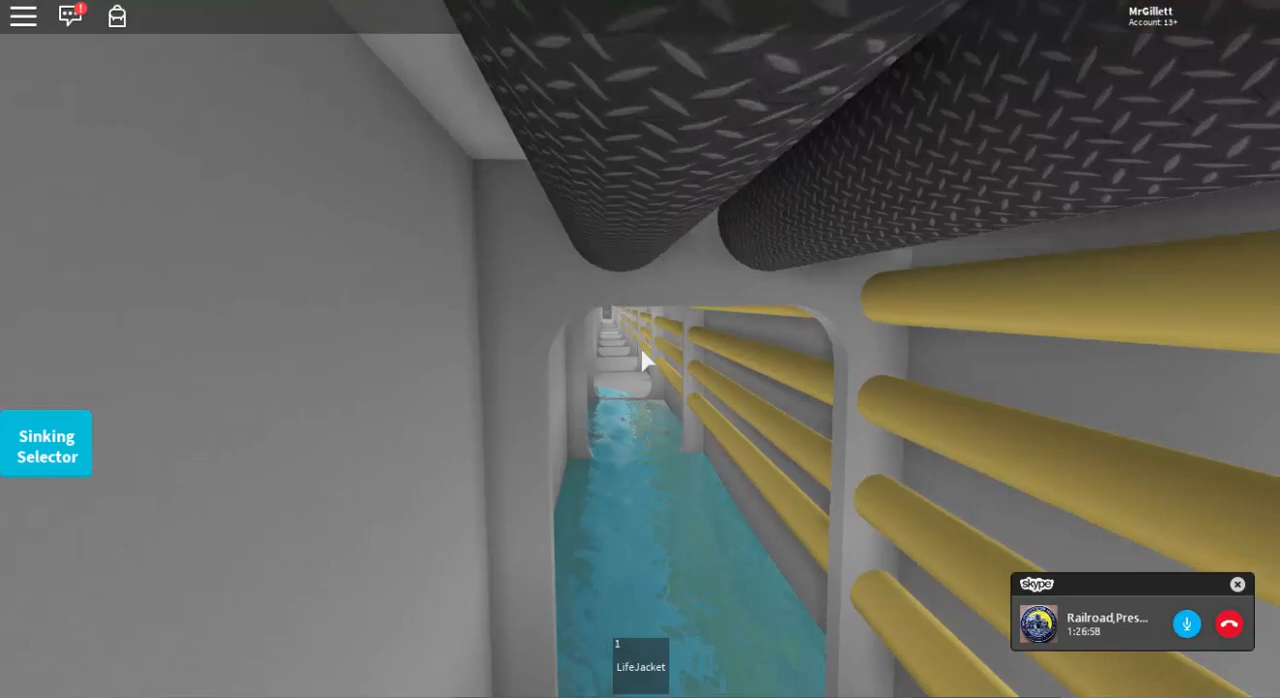 MrGillett
Account: 13+
Sinking
Selector
skype
Railroad,Pres...
1:26:58
1
LifeJacket